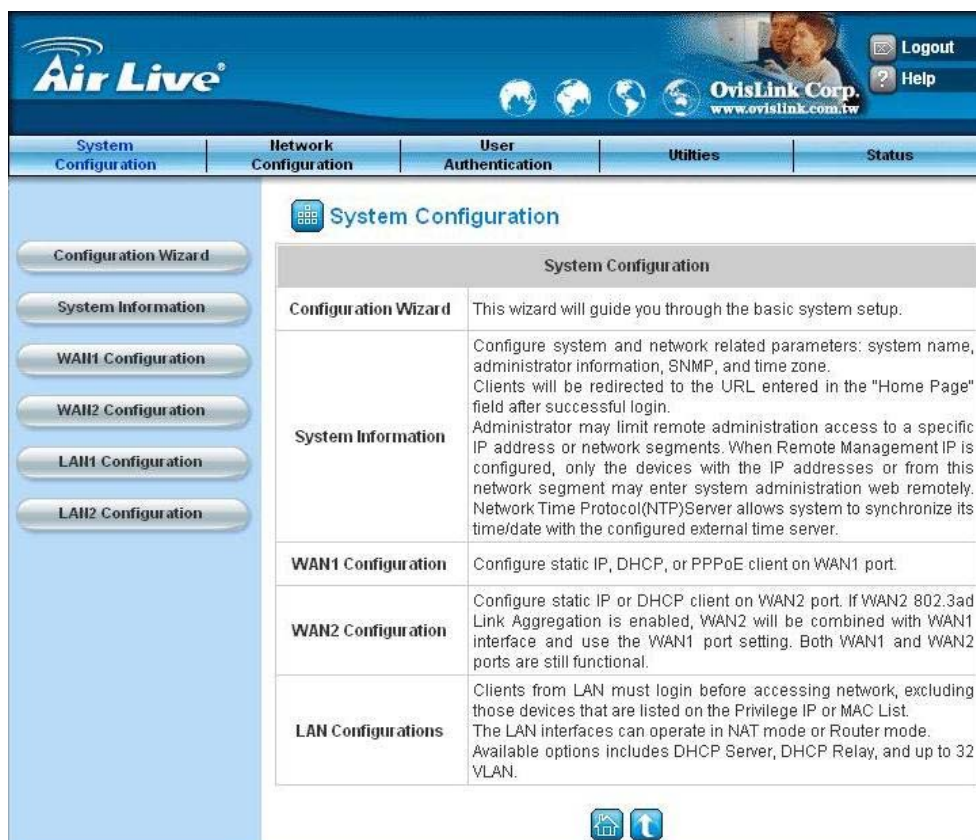 Air Live®
OvisLink Corp.
www.ovislink.com.tw
Logout
Help
System
Configuration
Network
Configuration
User
Authentication
Utilties
Status
Configuration Wizard
System Information
WAN1 Configuration
WAN2 Configuration
LAN1 Configuration
LAN2 Configuration
System Configuration
System Configuration
Configuration Wizard
This wizard will guide you through the basic system setup.
System Information
Configure system and network related parameters: system name,
administrator information, SNMP, and time zone.
Clients will be redirected to the URL entered in the "Home Page"
field after successful login.
Administrator may limit remote administration access to a specific
IP address or network segments. When Remote Management IP is
configured, only the devices with the IP addresses or from this
network segment may enter system administration web remotely.
Network Time Protocol(NTP)Server allows system to synchronize its
time/date with the configured external time server.
WAN1 Configuration
Configure static IP, DHCP, or PPPoE client on WAN1 port.
WAN2 Configuration
Configure static IP or DHCP client on WAN2 port. If WAN2 802.3ad
Link Aggregation is enabled, WAN2 will be combined with WAN1
interface and use the WAN1 port setting. Both WAN1 and WAN2
ports are still functional.
LAN Configurations
Clients from LAN must login before accessing network, excluding
those devices that are listed on the Privilege IP or MAC List.
The LAN interfaces can operate in NAT mode or Router mode.
Available options includes DHCP Server, DHCP Relay, and up to 32
VLAN.